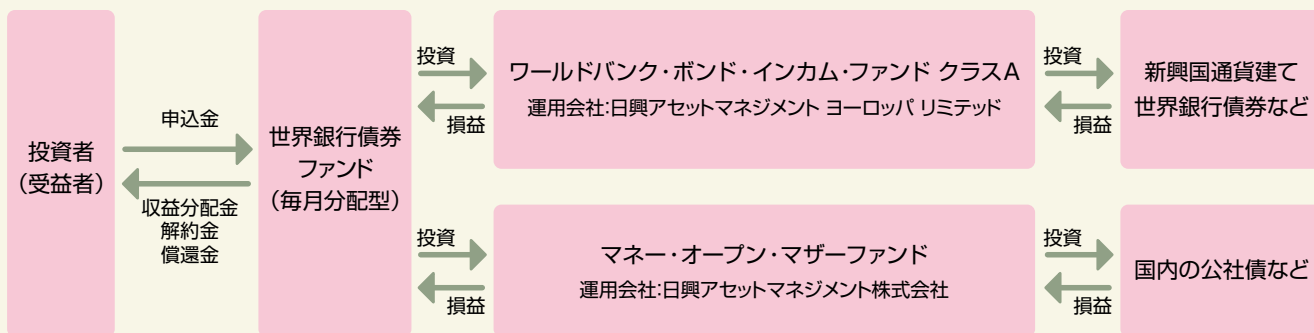 投資者
（受益者）
申込金
収益分配金
解約金
償還金
世界銀行債券
ファンド
（毎月分配型）
投資
損益
ワールドバンク・ボンド・インカム・ファンド クラスA
運用会社:日興アセットマネジメント ヨーロッパ リミテッド
投資
損益
新興国通貨建て
世界銀行債券など
投資
損益
マネー・オープン・マザーファンド
運用会社:日興アセットマネジメント株式会社
投資
損益
国内の公社債など